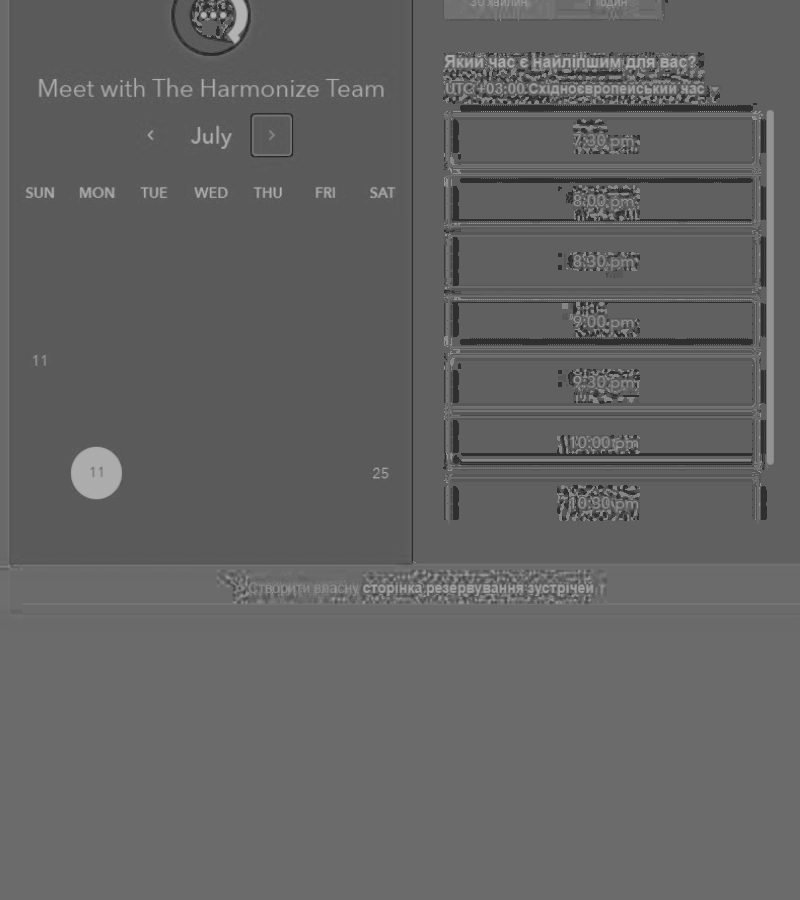 Meet with The Harmonize Team
July
SUN MON TUE WED THU FRI SAT
11
11 25
30 хвилин 1 годин
Який час є найліпшим для вас?
UTC +03:00 Східноєвропейський час
7:30 pm
8:00 pm
8:30 pm
9:00 pm
9:30 pm
10:00 pm
10:30 pm
Створити власну сторінка резервування зустрічей